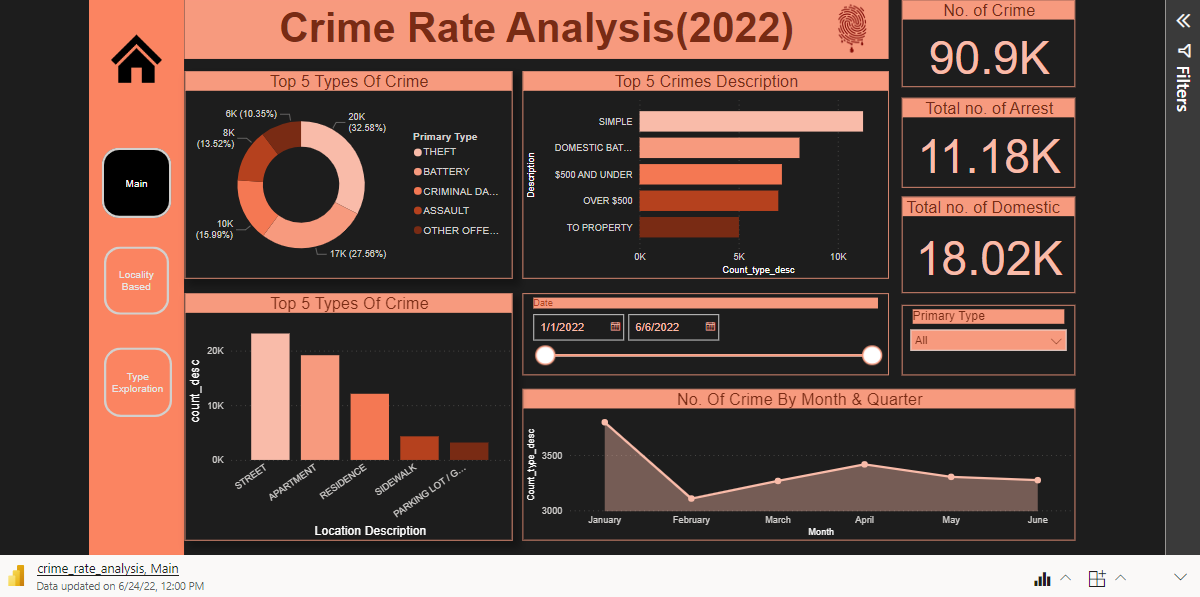 Crime Rate Analysis(2022)
Main
Locality
Based
Type
Exploration
Top 5 Types Of Crime
6K (10.35%)
20K
(32.58%)
8K
(13.52%)
10K
(15.99%)
17K (27.56%)
Primary Type
THEFT
BATTERY
CRIMINAL DA...
ASSAULT
OTHER OFFE...
Top 5 Crimes Description
Description
SIMPLE
DOMESTIC BAT...
$500 AND UNDER
OVER $500
TO PROPERTY
0K 5K 10K
Count_type_desc
No. of Crime
90.9K
Total no. of Arrest
11.18K
Total no. of Domestic
18.02K
Top 5 Types Of Crime
count_desc
20K
10K
0K
STREET
APARTMENT
RESIDENCE
SIDEWALK
PARKING LOT / G...
Location Description
Date
1/1/2022
6/6/2022
Primary Type
All
No. Of Crime By Month & Quarter
Count_type_desc
3500
3000
January February March April May June
Month
Filters
crime_rate_analysis, Main
Data updated on 6/24/22, 12:00 PM